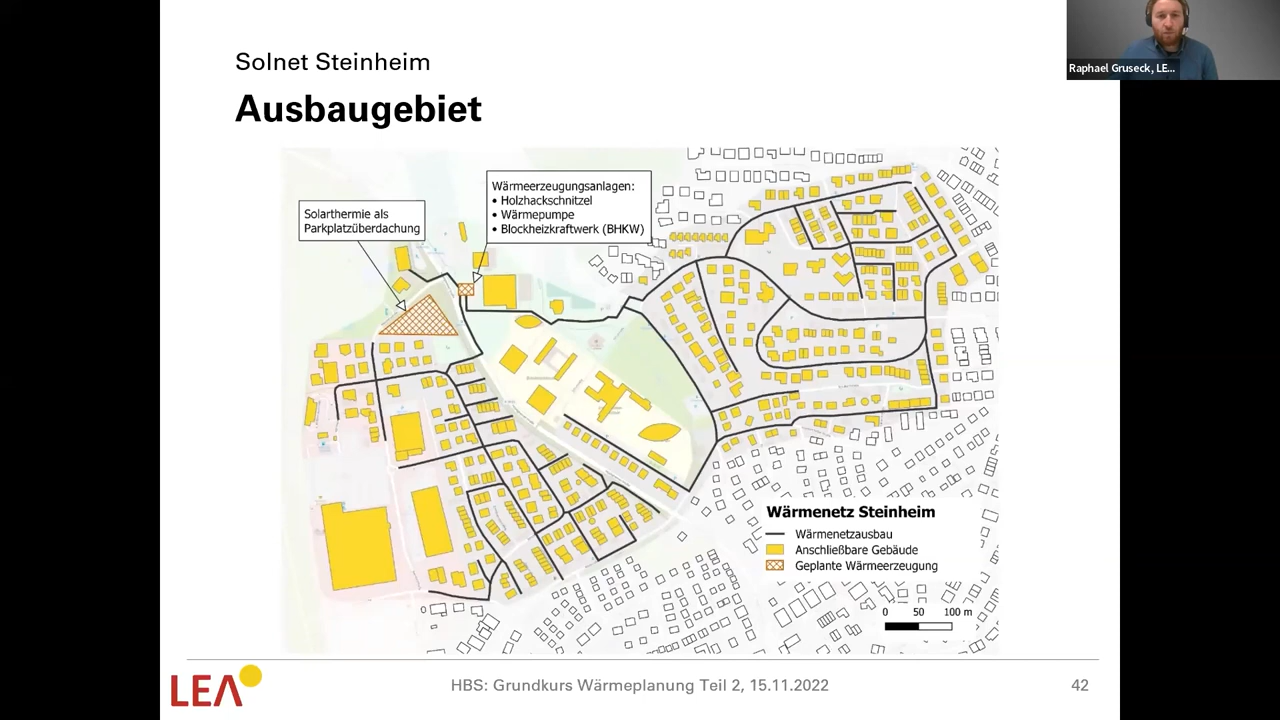 Solnet Steinheim
Ausbaugebiet
Raphael Gruseck, LE...
Solarthermie als
Parkplatzüberdachung
Wärmeerzeugungsanlagen:
• Holzhackschnitzel
• Wärmepumpe
• Blockheizkraftwerk (BHKW)
Wärmenetz Steinheim
Wärmenetzausbau
Anschließbare Gebäude
Geplante Wärmeerzeugung
0 50 100 m
LEA
HBS: Grundkurs Wärmeplanung Teil 2, 15.11.2022
42